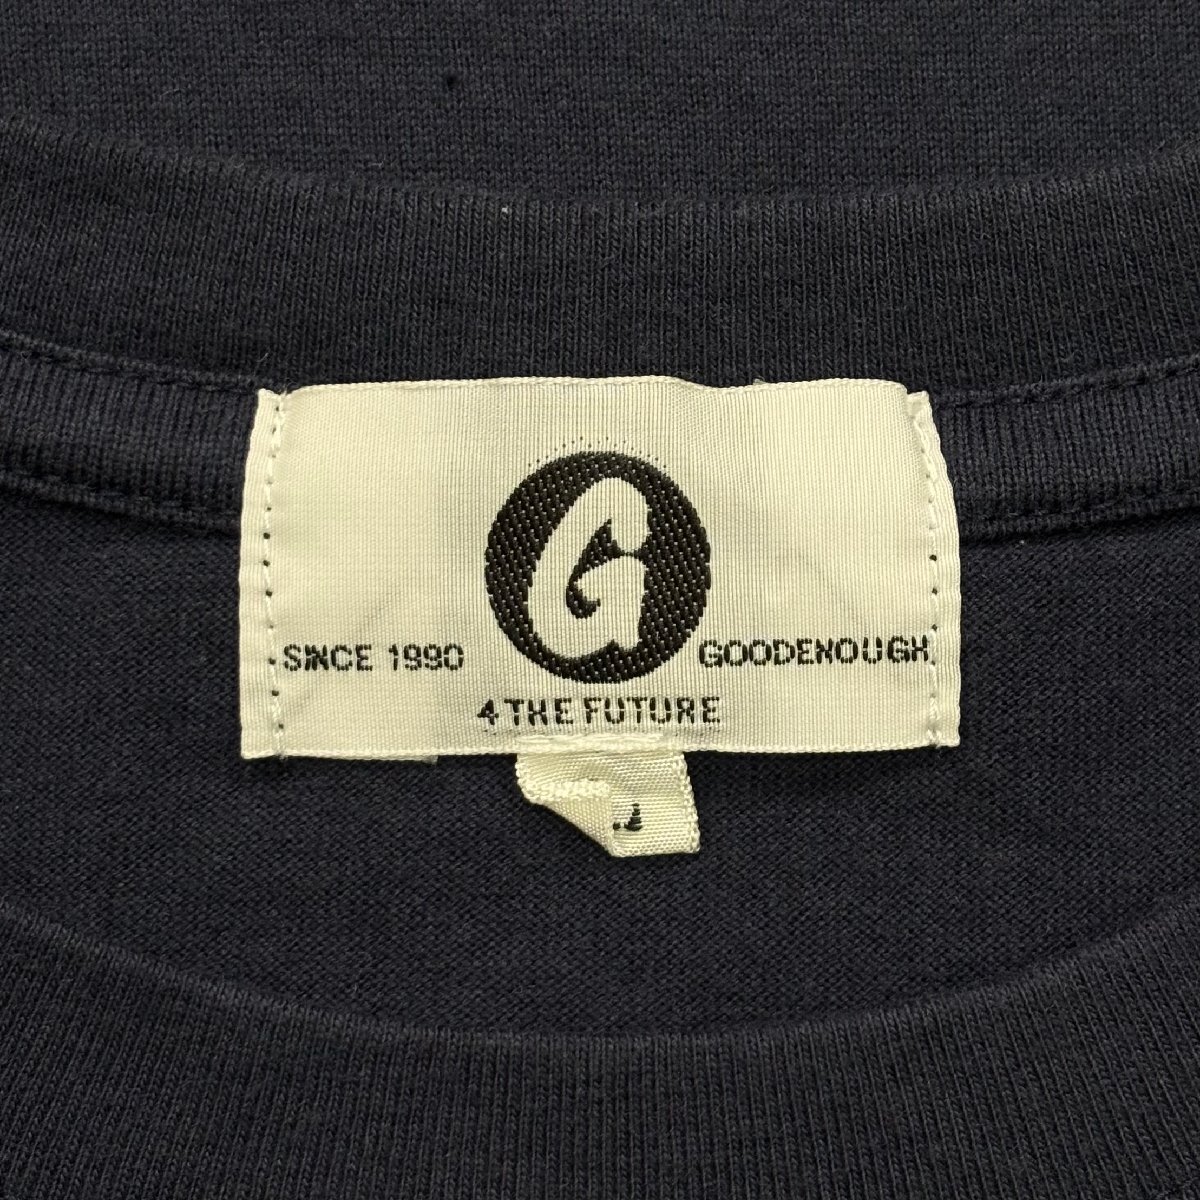 G
SINCE 1990
GOODENOUGH
4 THE FUTURE